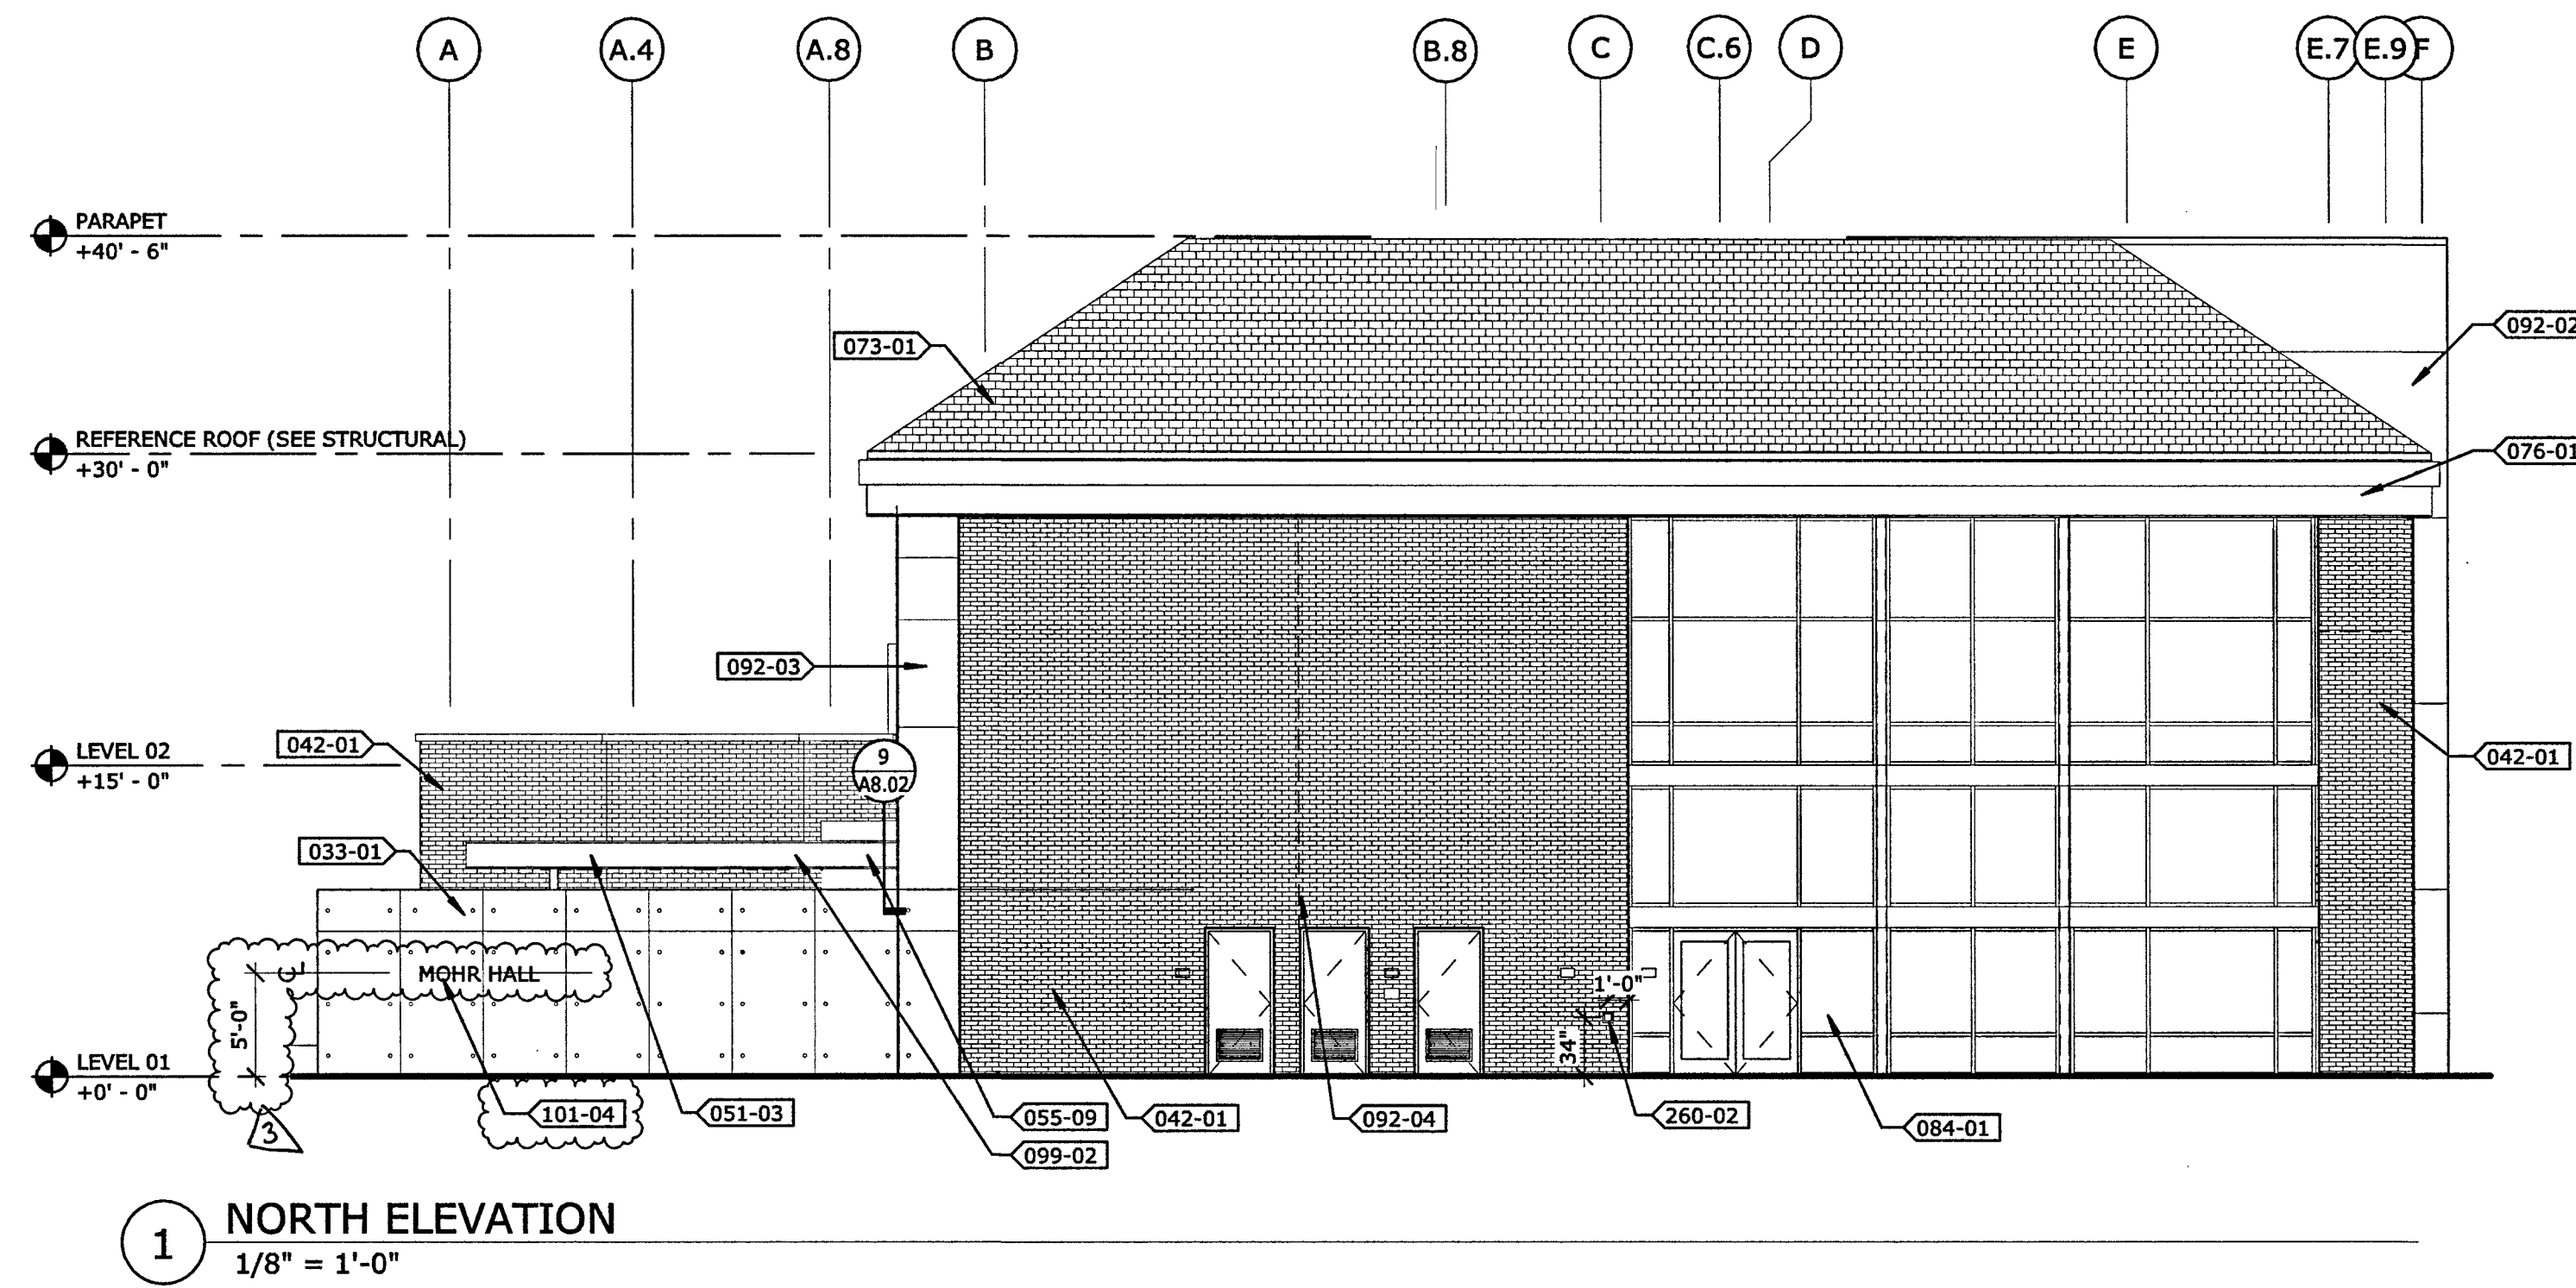 A
A.4
A.8
B
B.8
C
C.6
D
E
E.7
E.9
F
PARAPET
+40' - 6"
092-02
073-01
REFERENCE ROOF (SEE STRUCTURAL)
+30' - 0"
076-01
092-03
042-01
LEVEL 02
+15' - 0"
9
A8.02
042-01
033-01
MOHR HALL
CL
5'-0"
1'-0"
34"
LEVEL 01
+0' - 0"
3
101-04
051-03
055-09
042-01
092-04
260-02
084-01
099-02
1
NORTH ELEVATION
1/8" = 1'-0"